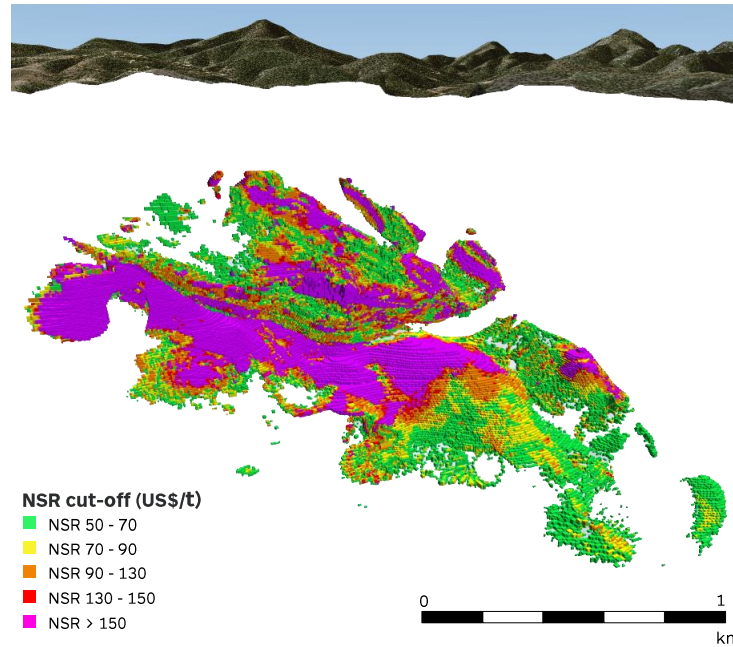 NSR cut-off (US$/t)
NSR 50 - 70
NSR 70 - 90
NSR 90 - 130
NSR 130 - 150
NSR > 150
0 1